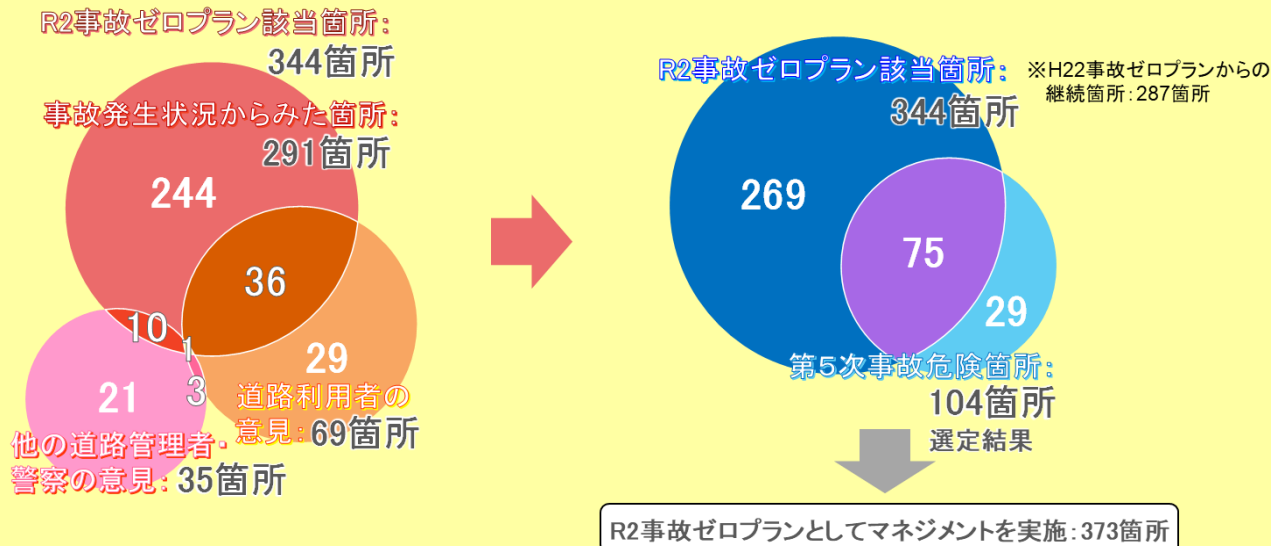 R2事故ゼロプラン該当箇所:
344箇所
事故発生状況からみた箇所:
291箇所
244
36
10
1
3
29
21
道路利用者の
意見:69箇所
他の道路管理者・
警察の意見:35箇所
R2事故ゼロプラン該当箇所:
344箇所
※H22事故ゼロプランからの
継続箇所:287箇所
269
75
29
第5次事故危険箇所:
104箇所
選定結果
R2事故ゼロプランとしてマネジメントを実施:373箇所